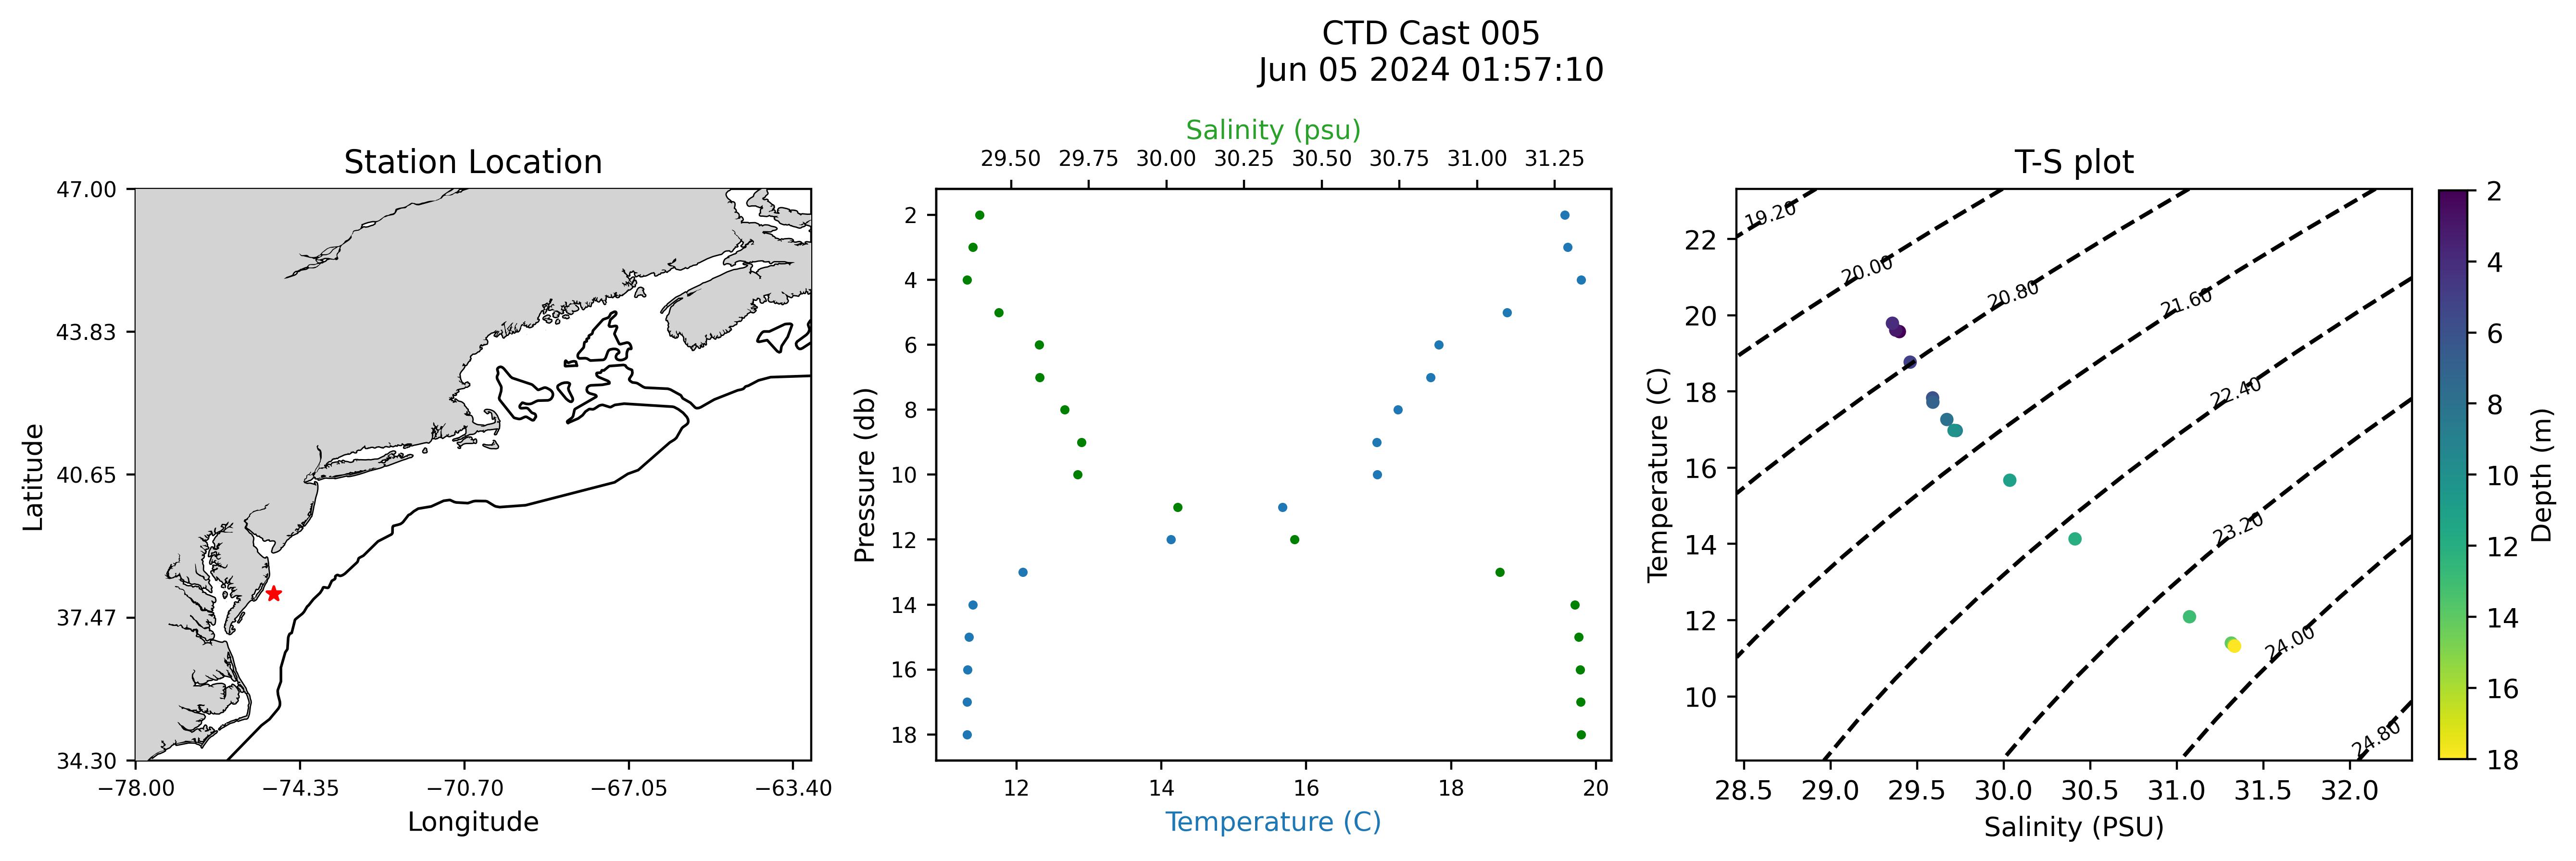 CTD Cast 005
Jun 05 2024 01:57:10
Station Location
47.00
43.83
40.65
37.47
34.30
Latitude
−78.00 −74.35 −70.70 −67.05 −63.40
Longitude
Salinity (psu)
29.50 29.75 30.00 30.25 30.50 30.75 31.00 31.25
2
4
6
8
10
12
14
16
18
Pressure (db)
12 14 16 18 20
Temperature (C)
T-S plot
22
20
18
16
14
12
10
Temperature (C)
19.20
20.00
20.80
21.60
22.40
23.20
24.00
24.80
28.5 29.0 29.5 30.0 30.5 31.0 31.5 32.0
Salinity (PSU)
2
4
6
8
10
12
14
16
18
Depth (m)